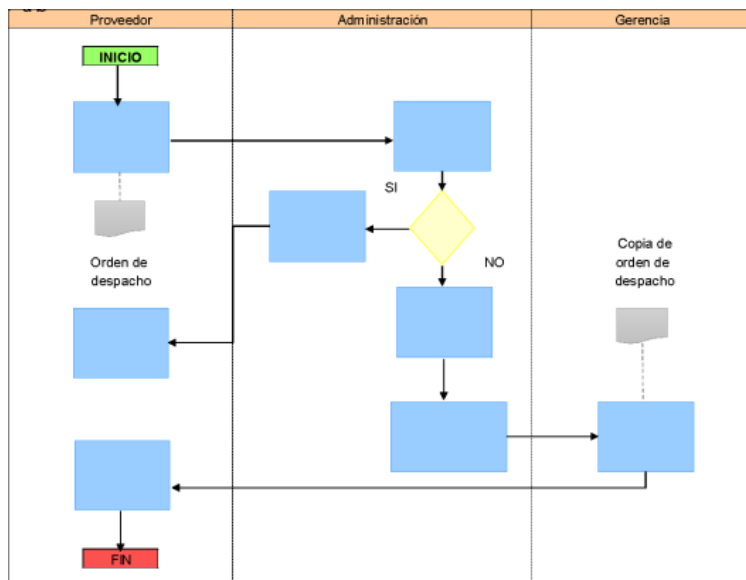 Proveedor
Administración
Gerencia
INICIO
SI
NO
Orden de
despacho
Copia de
orden de
despacho
FIN